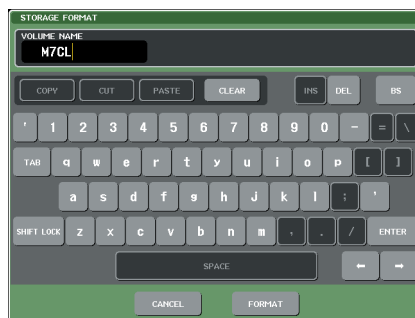 STORAGE FORMAT
VOLUME NAME
M7CL
COPY CUT PASTE CLEAR INS DEL BS
' 1 2 3 4 5 6 7 8 9 0 - = \
TAB q w e r t y u i o p [ ]
a s d f g h j k l ; '
SHIFT LOCK z x c v b n m , . / ENTER
SPACE ← →
CANCEL FORMAT